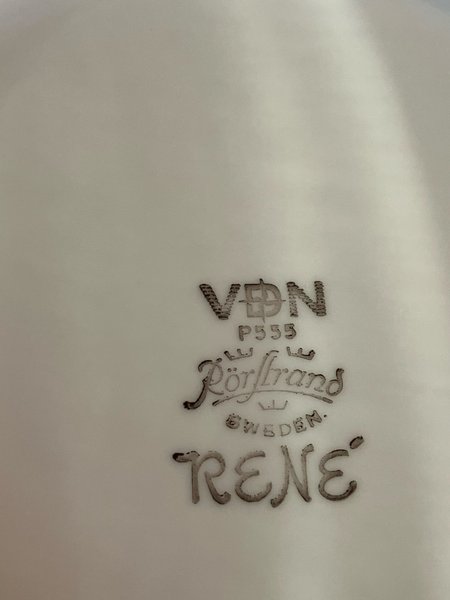 VDN
P555
Rörstrand
SWEDEN.
RENÉ